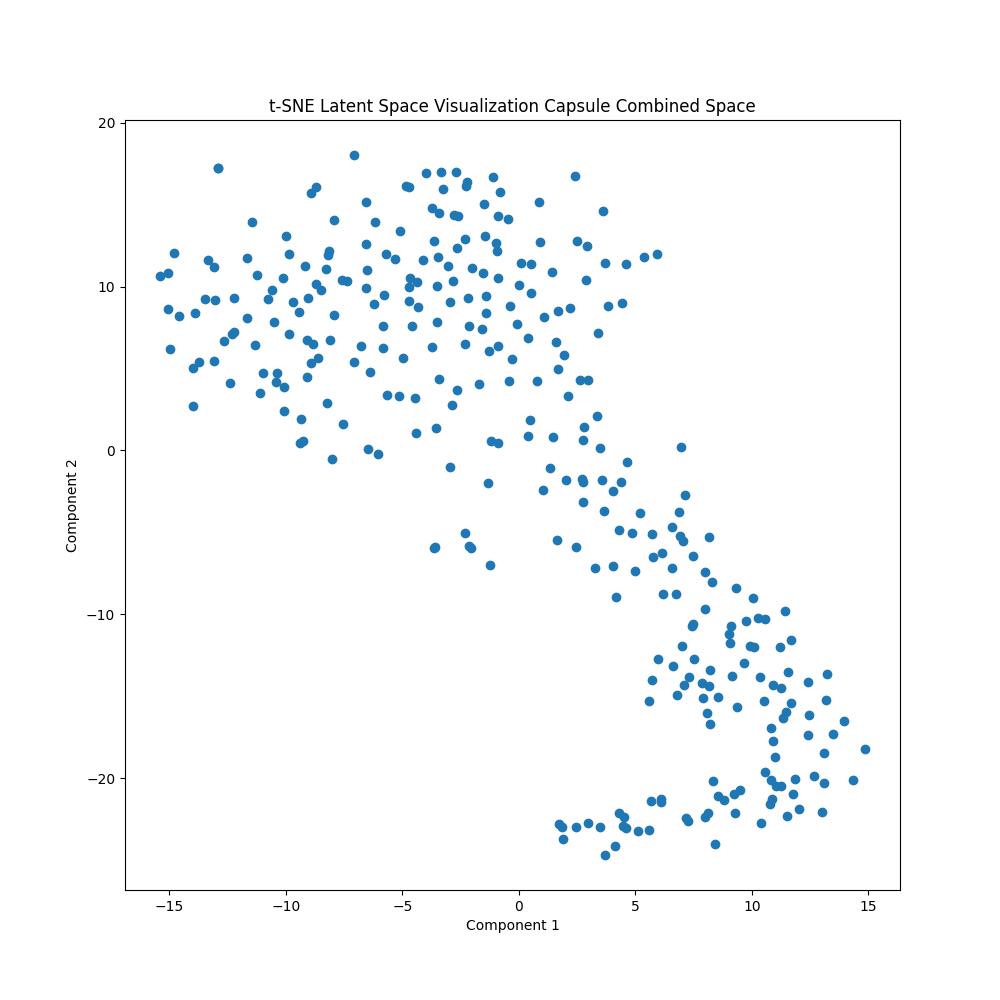 t-SNE Latent Space Visualization Capsule Combined Space
20
10
0
−10
−20
Component 2
−15 −10 −5 0 5 10 15
Component 1